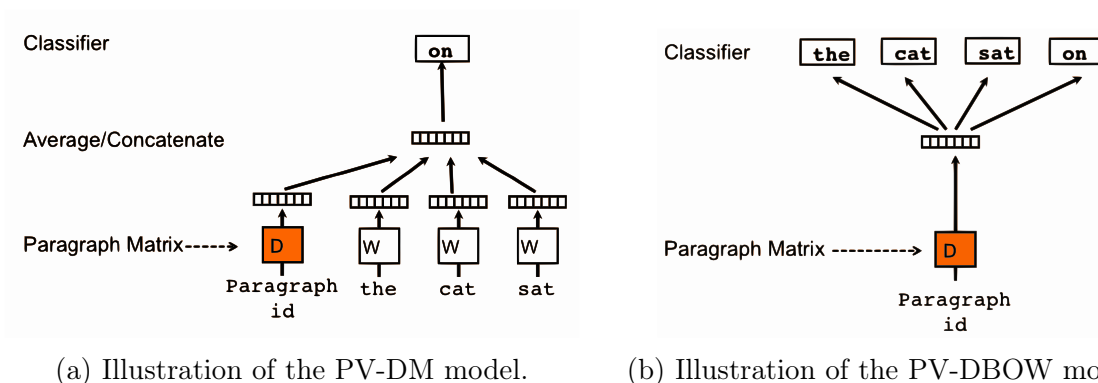 Classifier
on
Average/Concatenate
Paragraph Matrix
D
W
W
W
Paragraph
id
the
cat
sat
(a) Illustration of the PV-DM model.
Classifier
the
cat
sat
on
Paragraph Matrix
D
Paragraph
id
(b) Illustration of the PV-DBOW